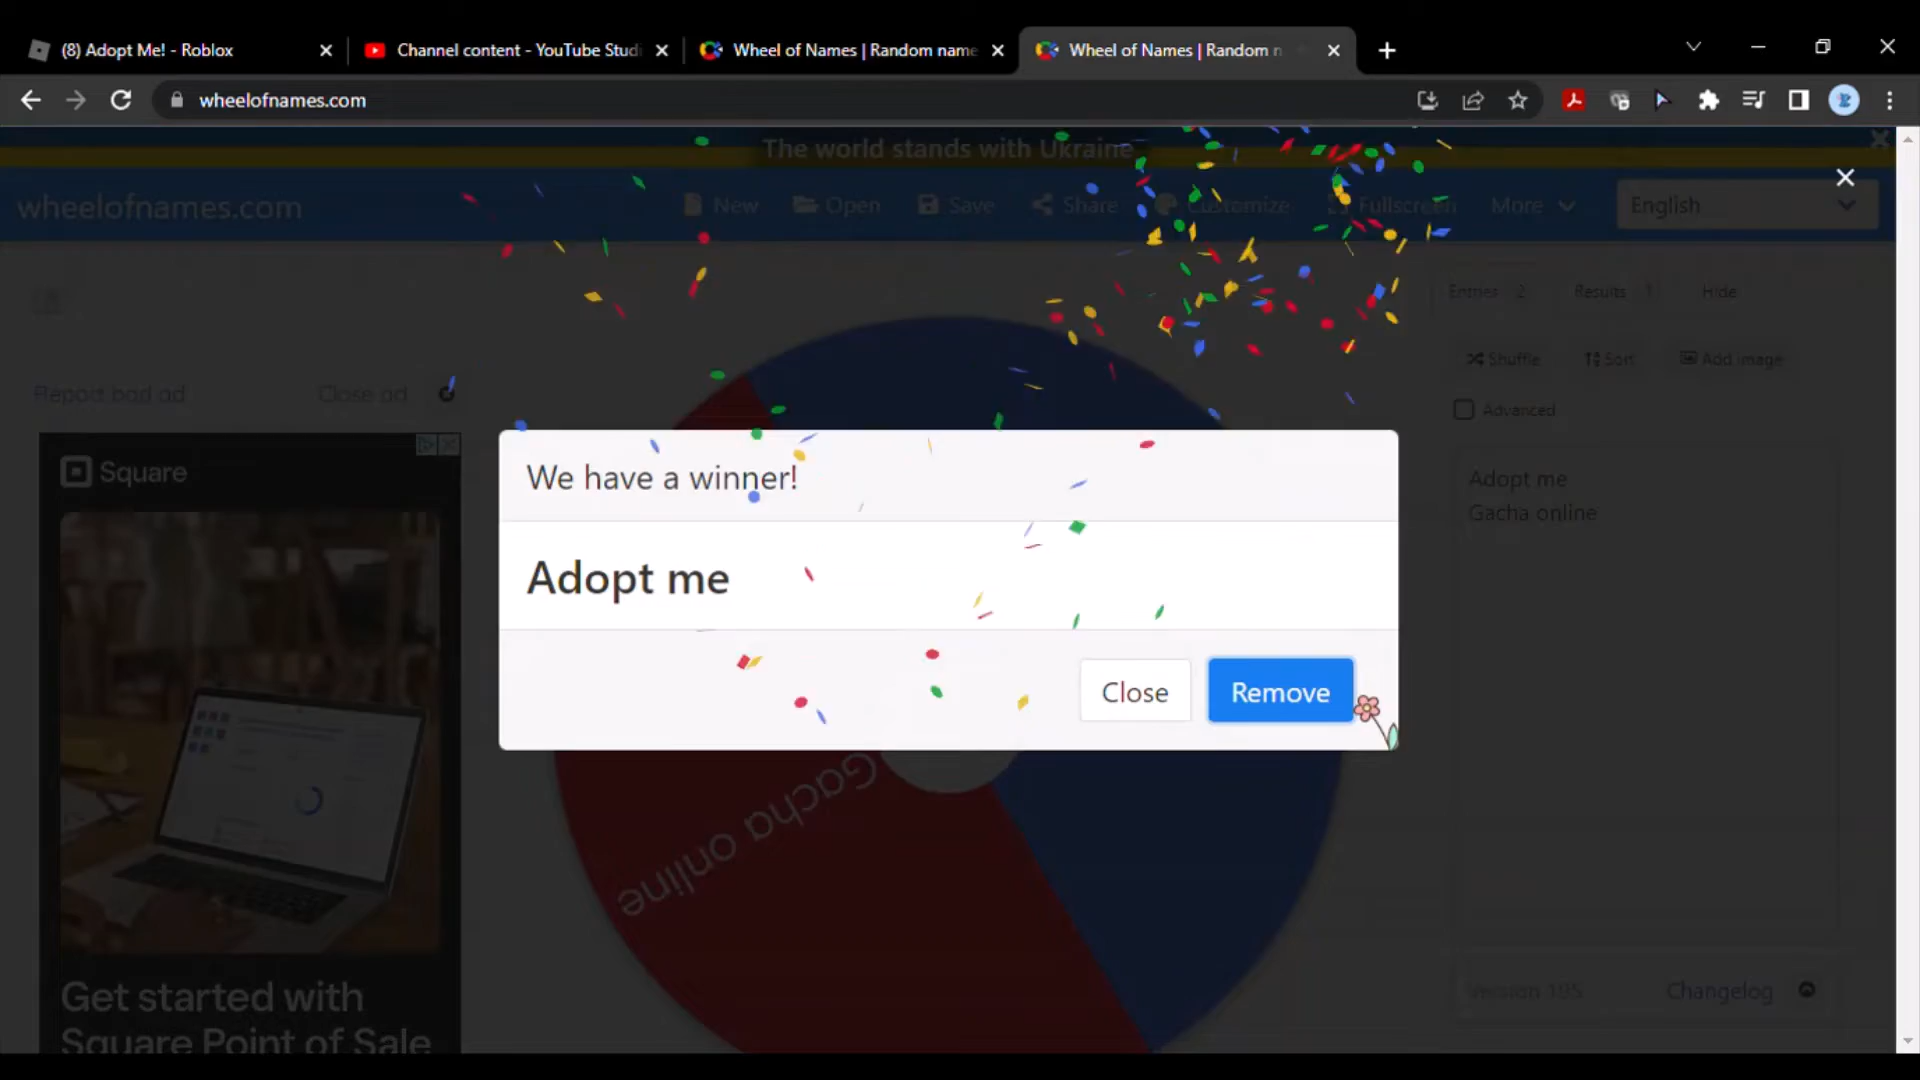 (8) Adopt Me! - Roblox
Channel content - YouTube Studi
Wheel of Names | Random name
Wheel of Names | Random n
wheelofnames.com
The world stands with Ukraine
wheelofnames.com
New
Open
Save
Share
Customize
Fullscreen
More
English
Entries 2
Results 1
Hide
Shuffle
Sort
Add image
Report bad ad
Close ad
Advanced
Square
We have a winner!
Adopt me
Gacha online
Adopt me
Close
Remove
Gacha online
Get started with
Square Point of Sale
Version 195
Changelog